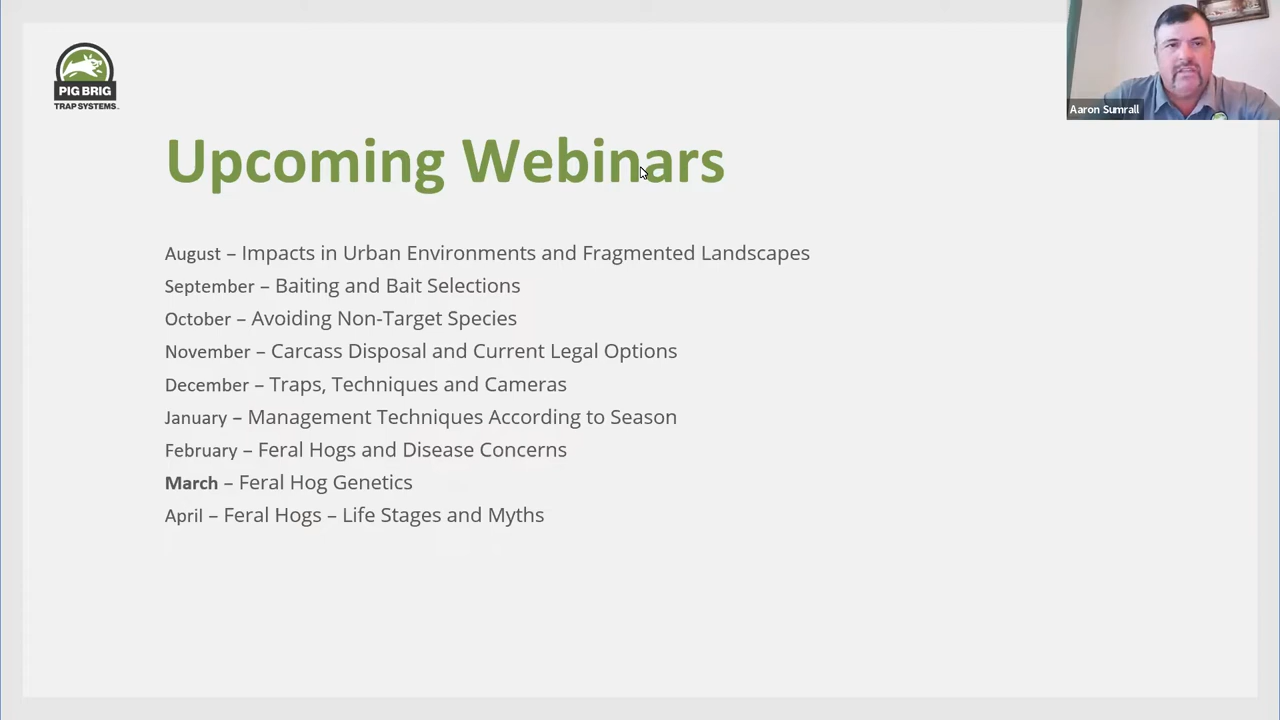 PIG BRIG
TRAP SYSTEMS
Aaron Sumrall
Upcoming Webinars
August – Impacts in Urban Environments and Fragmented Landscapes
September – Baiting and Bait Selections
October – Avoiding Non-Target Species
November – Carcass Disposal and Current Legal Options
December – Traps, Techniques and Cameras
January – Management Techniques According to Season
February – Feral Hogs and Disease Concerns
March – Feral Hog Genetics
April – Feral Hogs – Life Stages and Myths